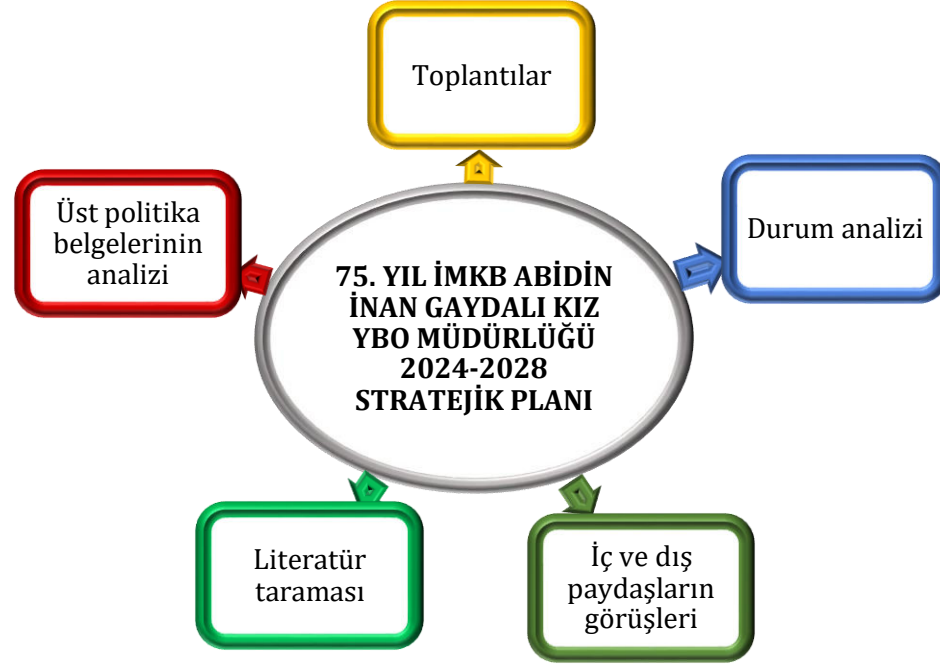 Toplantılar
Üst politika
belgelerinin
analizi
Durum analizi
75. YIL İMKB ABİDİN
İNAN GAYDALI KIZ
YBO MÜDÜRLÜĞÜ
2024-2028
STRATEJİK PLANI
Literatür
taraması
İç ve dış
paydaşların
görüşleri